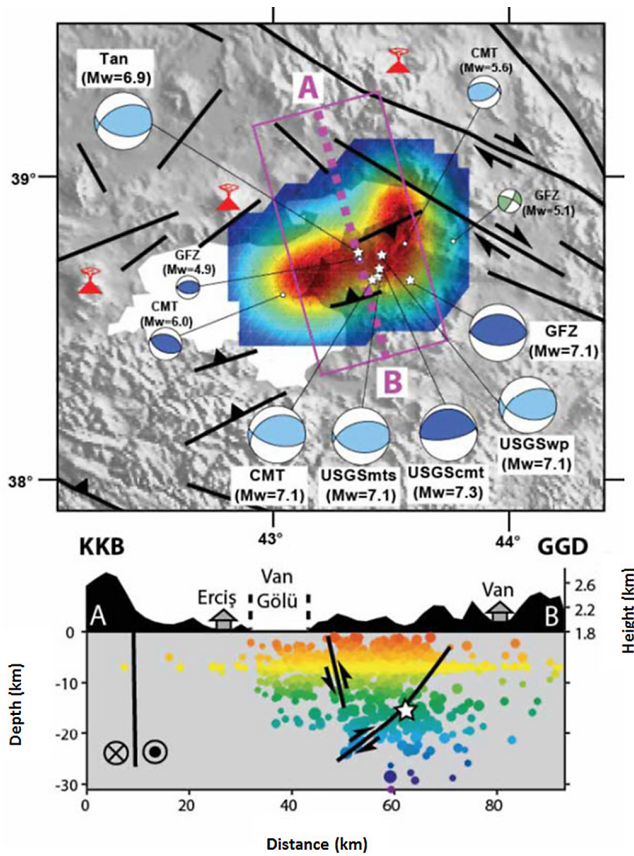 Tan
(Mw=6.9)
CMT
(Mw=5.6)
A
39°
GFZ
(Mw=5.1)
GFZ
(Mw=4.9)
CMT
(Mw=6.0)
GFZ
(Mw=7.1)
B
USGSwp
(Mw=7.1)
CMT
(Mw=7.1)
USGSmts
(Mw=7.1)
USGScmt
(Mw=7.3)
38°
43°
44°
KKB
GGD
Van
Gölü
Erciş
Van
A
B
2.6
2.2
1.8
Height (km)
0
-10
-20
-30
Depth (km)
0
20
40
60
80
Distance (km)